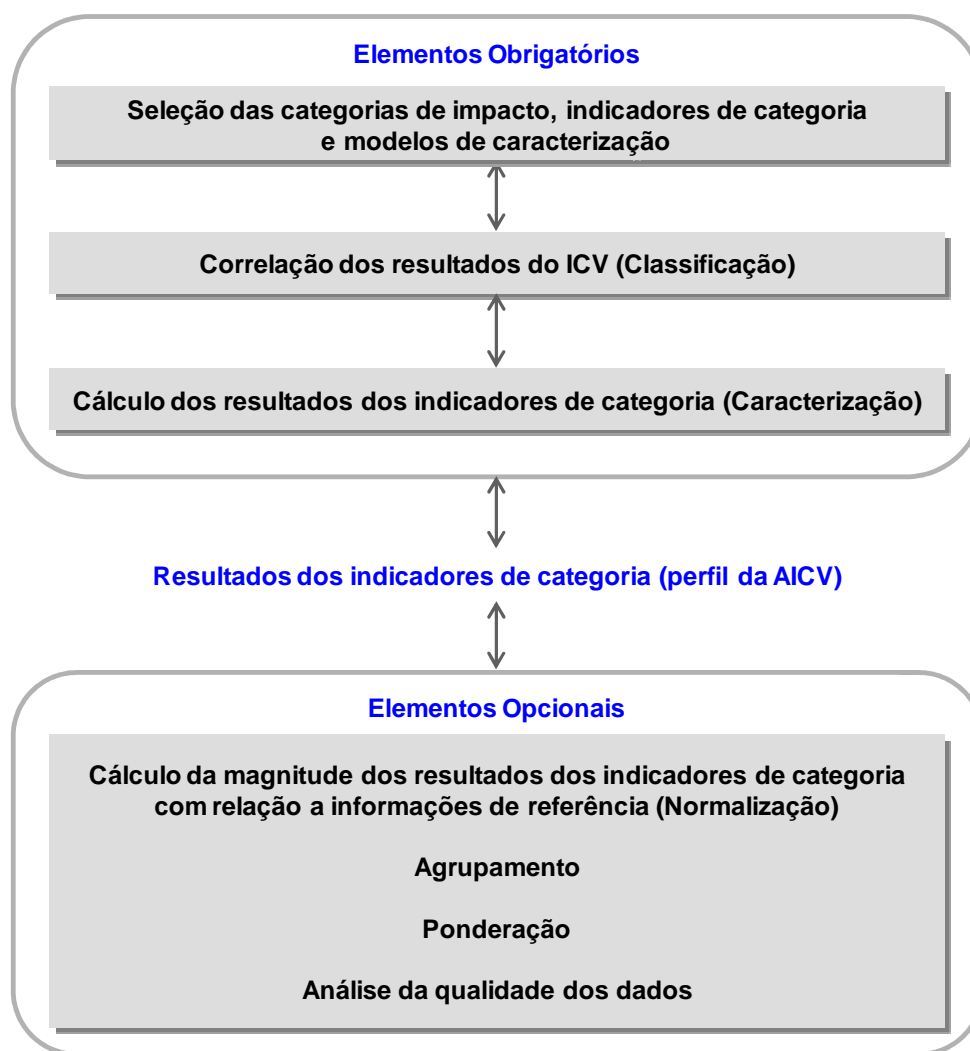 Elementos Obrigatórios
Seleção das categorias de impacto, indicadores de categoria
e modelos de caracterização
Correlação dos resultados do ICV (Classificação)
Cálculo dos resultados dos indicadores de categoria (Caracterização)
Resultados dos indicadores de categoria (perfil da AICV)
Elementos Opcionais
Cálculo da magnitude dos resultados dos indicadores de categoria
com relação a informações de referência (Normalização)
Agrupamento
Ponderação
Análise da qualidade dos dados